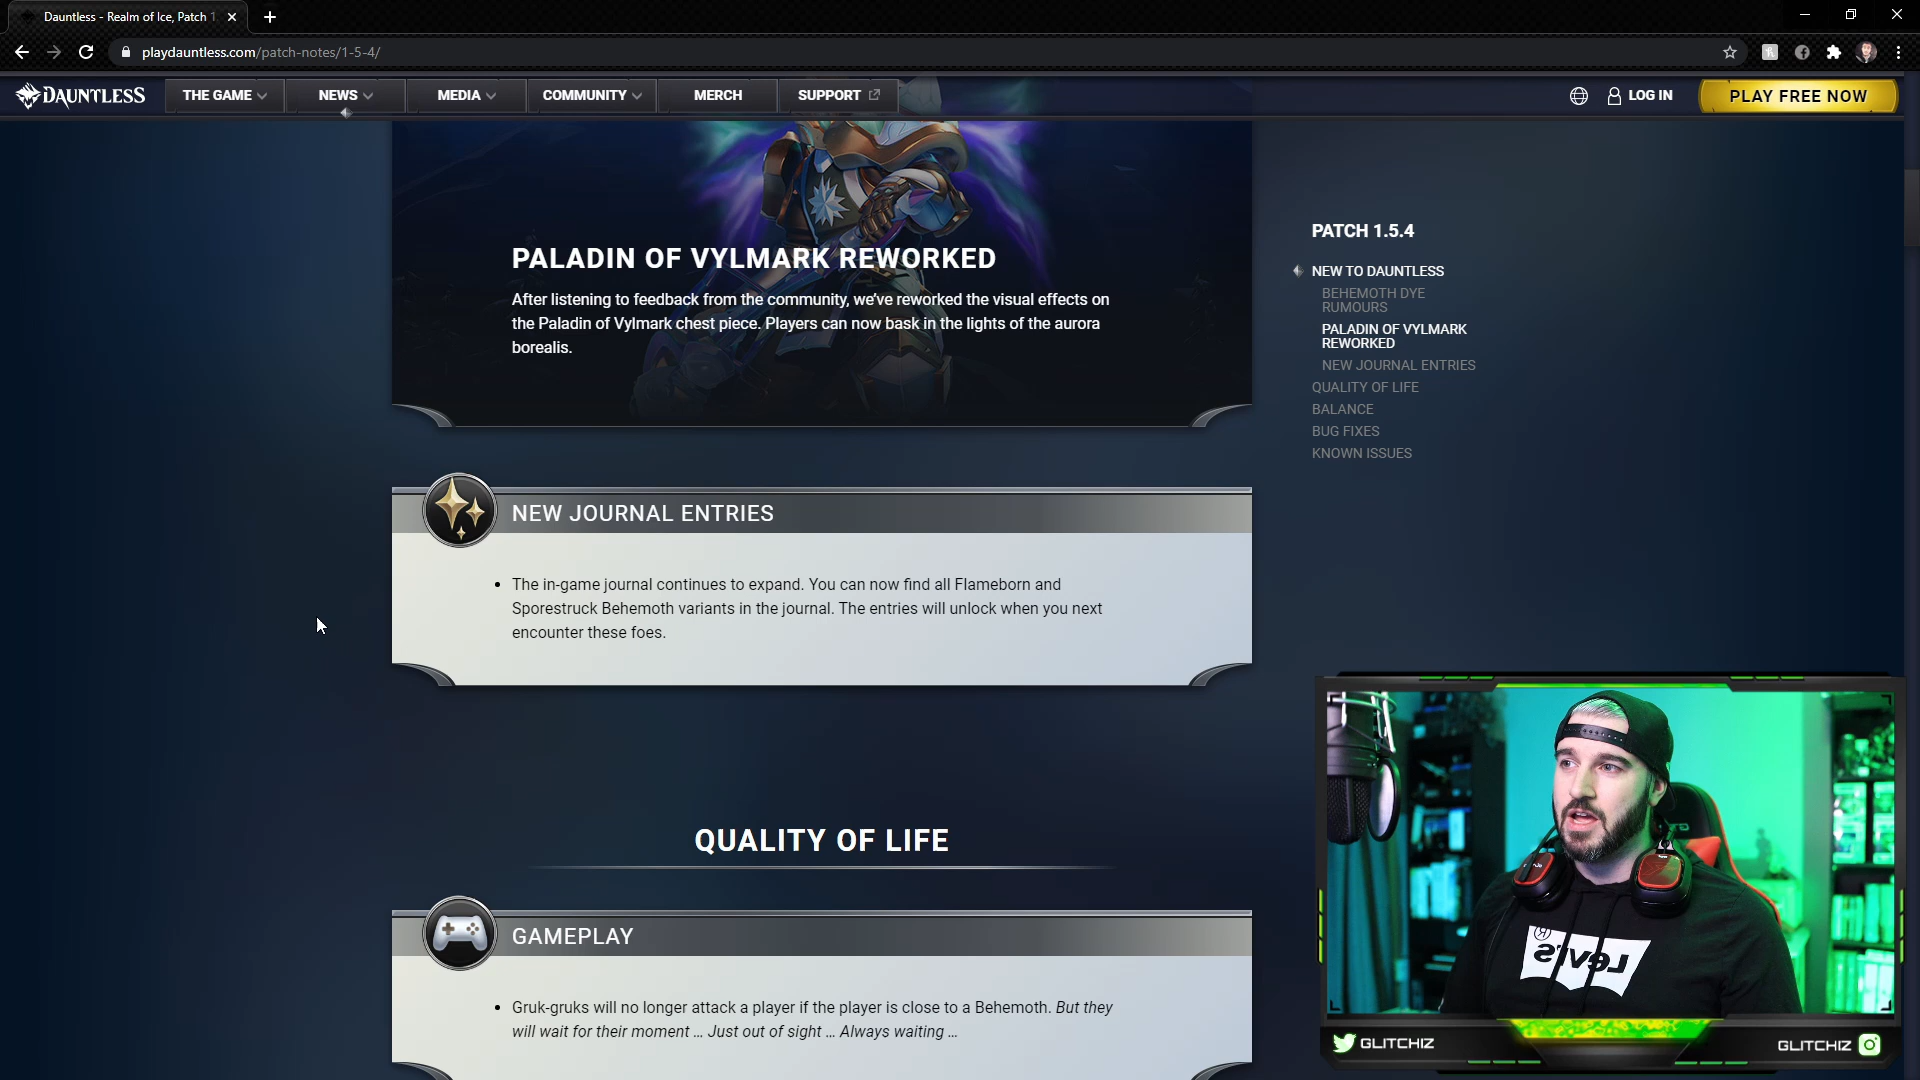 Dauntless - Realm of Ice, Patch 1
playdauntless.com/patch-notes/1-5-4/
DAUNTLESS
THE GAME
NEWS
MEDIA
COMMUNITY
MERCH
SUPPORT
LOG IN
PLAY FREE NOW
PALADIN OF VYLMARK REWORKED
After listening to feedback from the community, we've reworked the visual effects on
the Paladin of Vylmark chest piece. Players can now bask in the lights of the aurora
borealis.
PATCH 1.5.4
NEW TO DAUNTLESS
BEHEMOTH DYE
RUMOURS
PALADIN OF VYLMARK
REWORKED
NEW JOURNAL ENTRIES
QUALITY OF LIFE
BALANCE
BUG FIXES
KNOWN ISSUES
NEW JOURNAL ENTRIES
• The in-game journal continues to expand. You can now find all Flameborn and
Sporestruck Behemoth variants in the journal. The entries will unlock when you next
encounter these foes.
QUALITY OF LIFE
GAMEPLAY
• Gruk-gruks will no longer attack a player if the player is close to a Behemoth. But they
will wait for their moment ... Just out of sight ... Always waiting ...
Levi's
GLITCHIZ
GLITCHIZ